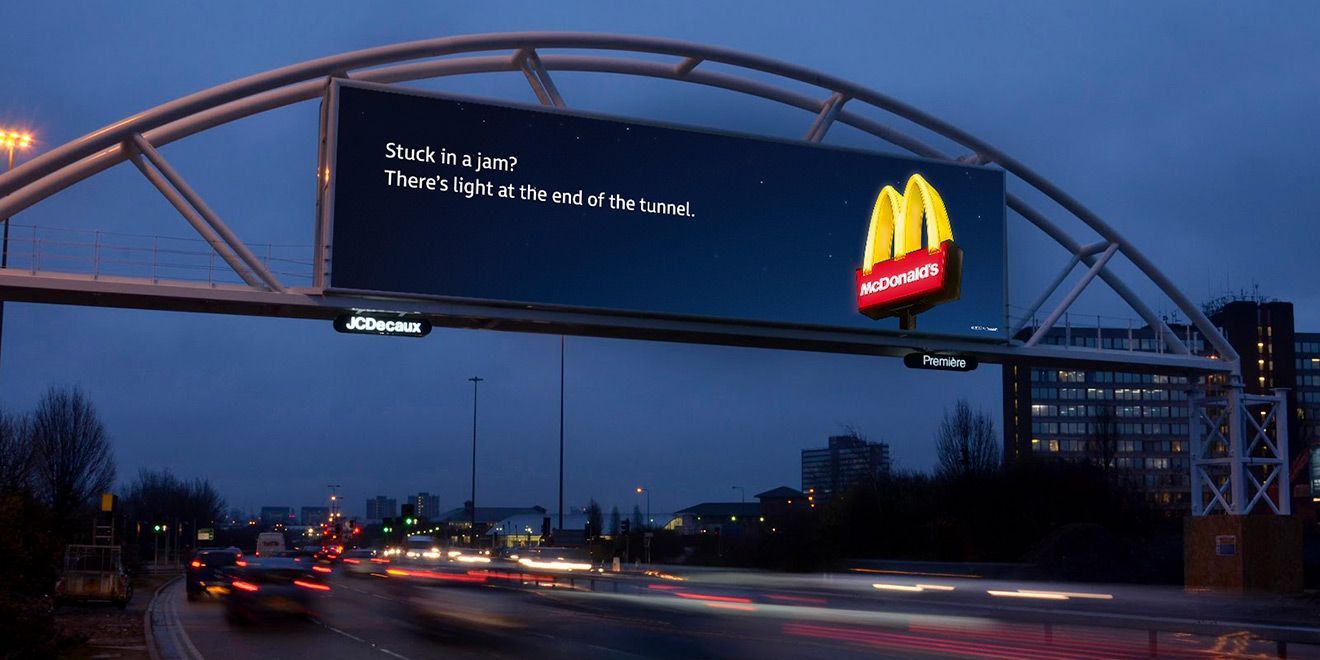 Stuck in a jam?
There's light at the end of the tunnel.
McDonald's
JCDecaux
Première